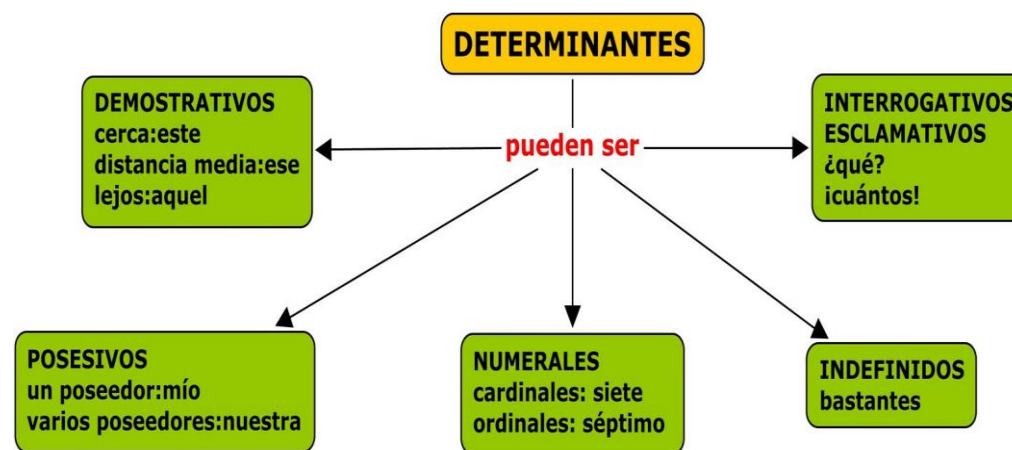 DETERMINANTES
DEMOSTRATIVOS
cerca:este
distancia media:ese
lejos:aquel
pueden ser
INTERROGATIVOS
ESCLAMATIVOS
¿qué?
¡cuántos!
POSESIVOS
un poseedor:mío
varios poseedores:nuestra
NUMERALES
cardinales: siete
ordinales: séptimo
INDEFINIDOS
bastantes